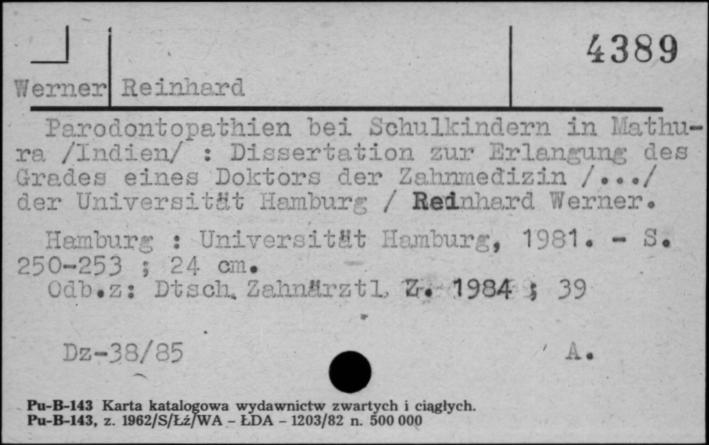 4389
Werner Reinhard
Parodontopathien bei Schulkindern in Mathu-
ra /Indien/ : Dissertation zur Erlangung des
Grades eines Doktors der Zahnmedizin /.../
der Universität Hamburg / Reinhard Werner.
Hamburg : Universität Hamburg, 1981. - S.
250-253 ; 24 cm.
Odb.z: Dtsch. Zahnärztl. Z. 1984 ; 39
Dz-38/85 A.
Pu-B-143 Karta katalogowa wydawnictw zwartych i ciągłych.
Pu-B-143, z. 1962/S/Łż/WA - ŁDA - 1203/82 n. 500 000